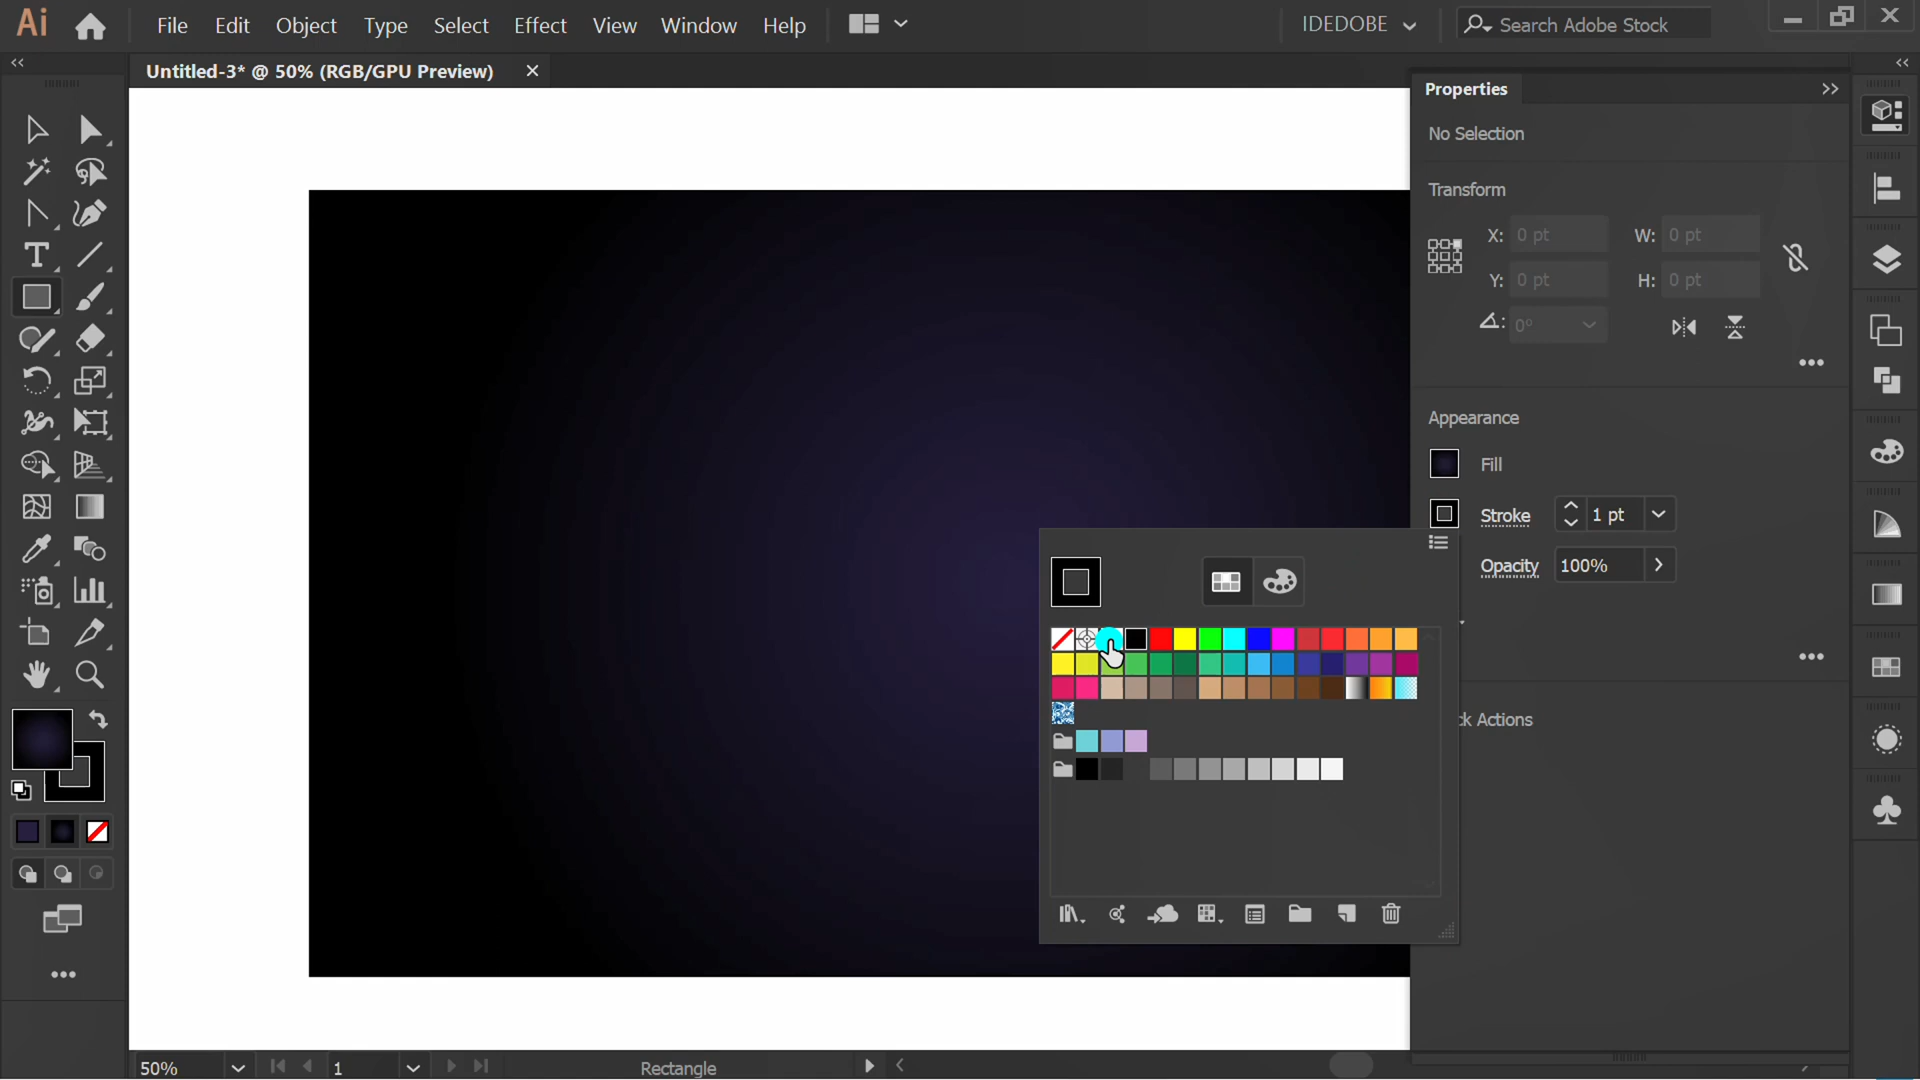 Ai File Edit Object Type Select Effect View Window Help IDEDOBE Search Adobe Stock
Untitled-3* @ 50% (RGB/GPU Preview)
Properties
No Selection
Transform
X: 0 pt W: 0 pt
Y: 0 pt H: 0 pt
0°
Appearance
Fill
Stroke 1 pt
Opacity 100%
ck Actions
50% 1 Rectangle